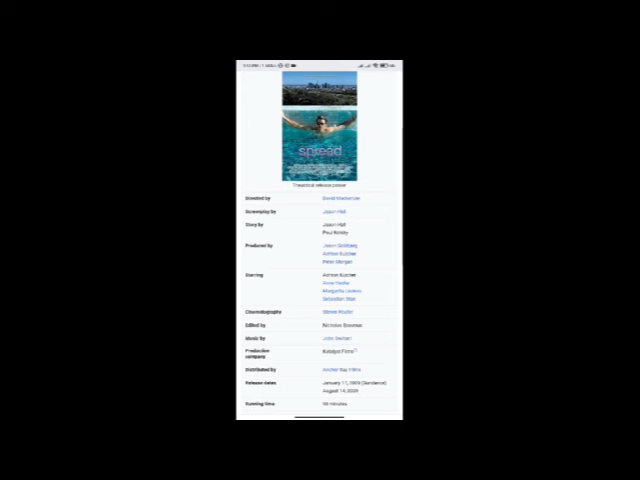 spread
Theatrical release poster
Directed by David Mackenzie
Screenplay by Jason Hall
Story by Jason Hall
Paul Kolsby
Produced by Jason Goldberg
Ashton Kutcher
Peter Morgan
Starring Ashton Kutcher
Anne Heche
Margarita Levieva
Sebastian Stan
Cinematography Steven Poster
Edited by Nicholas Erasmus
Music by John Swihart
Production
company Katalyst Films
Distributed by Anchor Bay Films
Release dates January 17, 2009 (Sundance)
August 14, 2009
Running time minutes